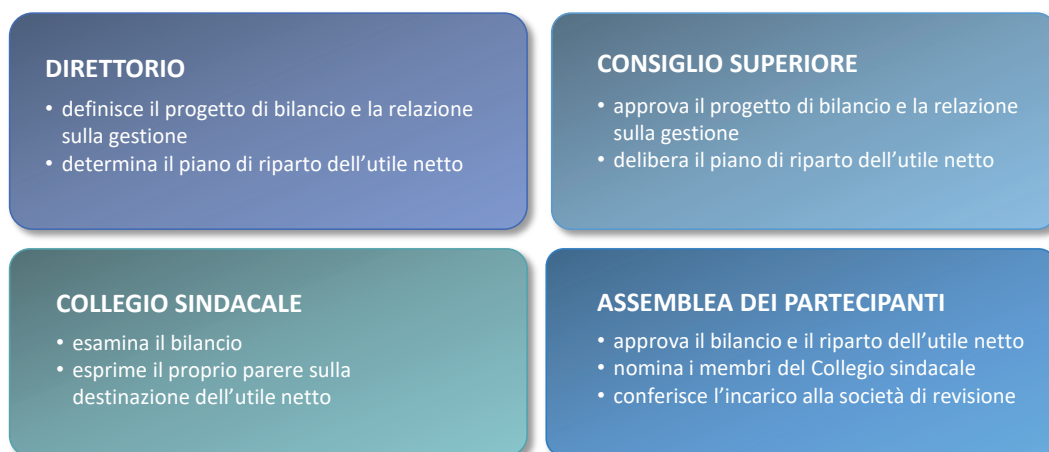 DIRETTORIO
• definisce il progetto di bilancio e la relazione
sulla gestione
• determina il piano di riparto dell’utile netto
CONSIGLIO SUPERIORE
• approva il progetto di bilancio e la relazione
sulla gestione
• delibera il piano di riparto dell’utile netto
COLLEGIO SINDACALE
• esamina il bilancio
• esprime il proprio parere sulla
destinazione dell’utile netto
ASSEMBLEA DEI PARTECIPANTI
• approva il bilancio e il riparto dell’utile netto
• nomina i membri del Collegio sindacale
• conferisce l’incarico alla società di revisione